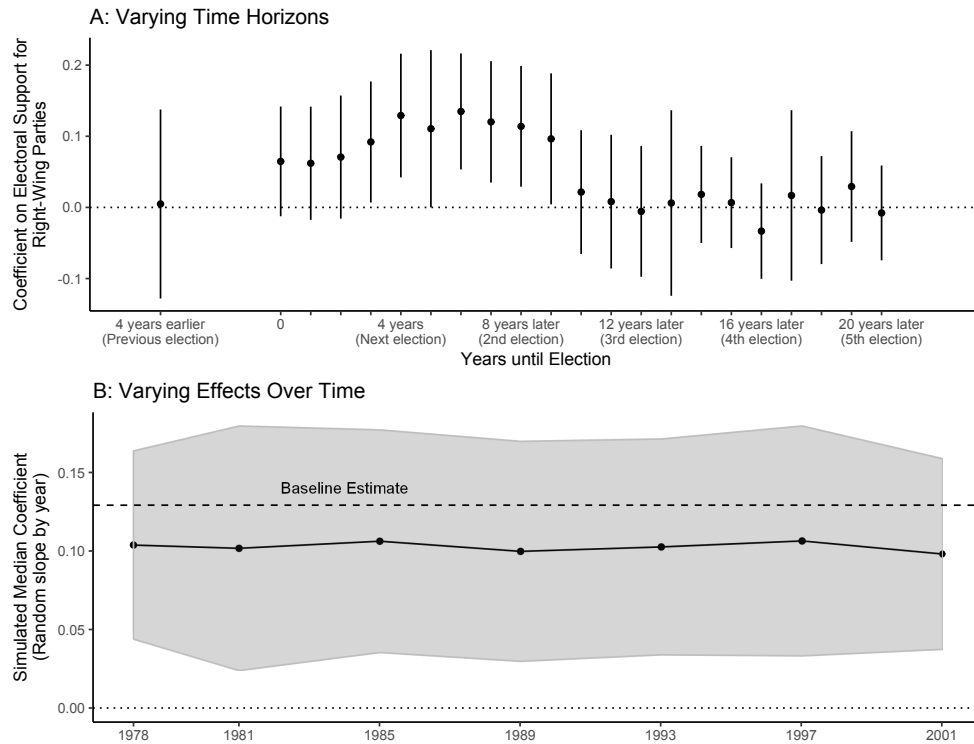 A: Varying Time Horizons
Coefficient on Electoral Support for
Right-Wing Parties
0.2
0.1
0.0
-0.1
4 years earlier
(Previous election)
0
4 years
(Next election)
8 years later
(2nd election)
12 years later
(3rd election)
16 years later
(4th election)
20 years later
(5th election)
Years until Election
B: Varying Effects Over Time
Simulated Median Coefficient
(Random slope by year)
0.15
0.10
0.05
0.00
Baseline Estimate
1978
1981
1985
1989
1993
1997
2001